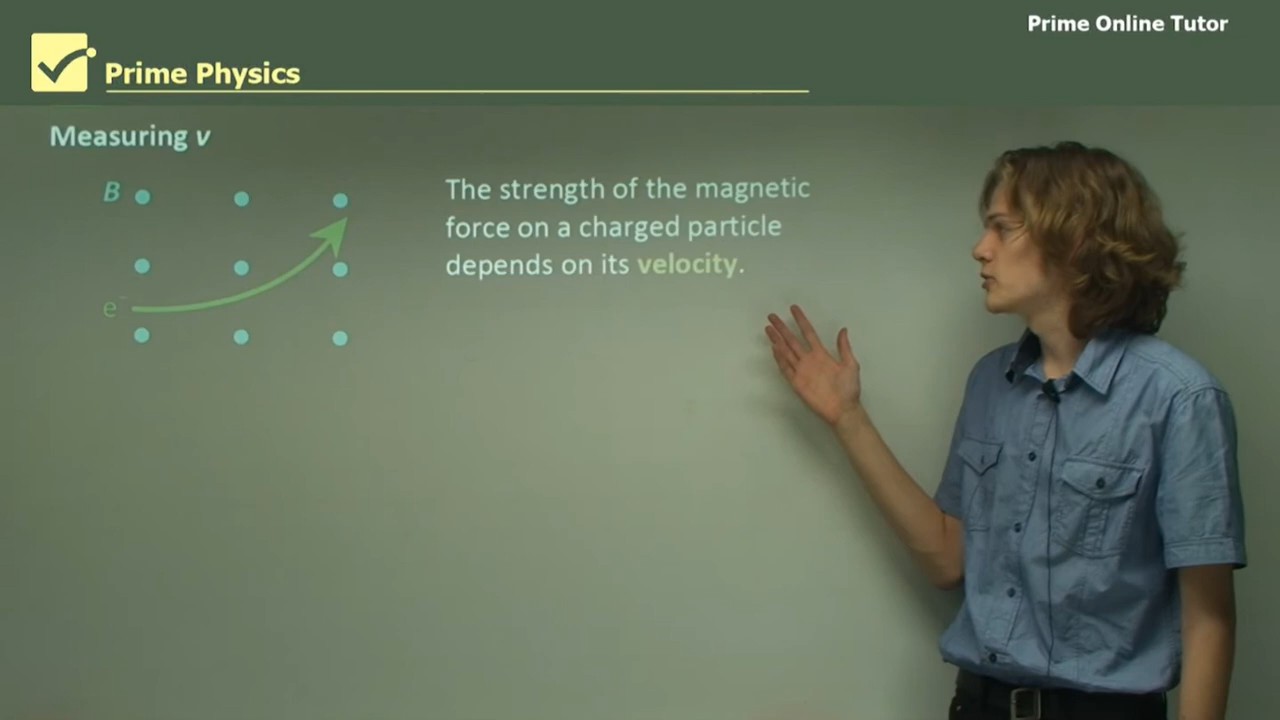 Prime Online Tutor
Prime Physics
Measuring v
B
The strength of the magnetic
force on a charged particle
depends on its velocity.
e⁻